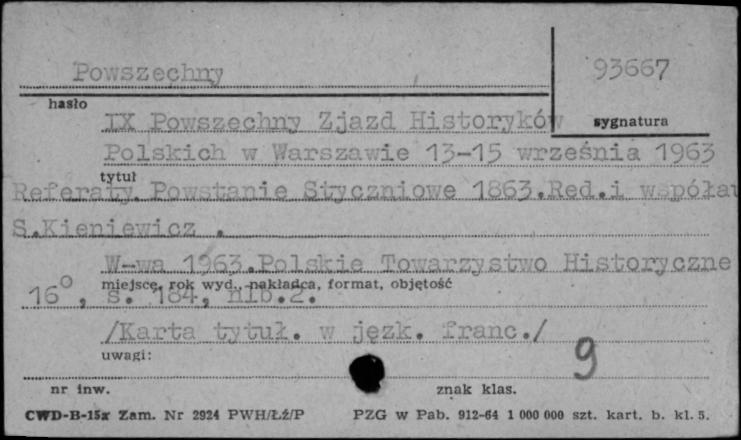 Powszechny
93667
hasło
sygnatura
IX Powszechny Zjazd Historyków
Polskich w Warszawie 13-15 września 1963
tytuł
Referaty. Powstanie Styczniowe 1863.Red.i współau
S.Kieniewicz .
W-wa 1963.Polskie Towarzystwo Historyczne
miejsce, rok wyd., nakładca, format, objętość
16°, s. 184, nlb.2.
/Karta tytuł. w jęzk. franc./
uwagi:
9
nr inw.
znak klas.
CWD-B-15x Zam. Nr 2924 PWH/Łź/P PZG w Pab. 912-64 1 000 000 szt. kart. b. kl. 5.